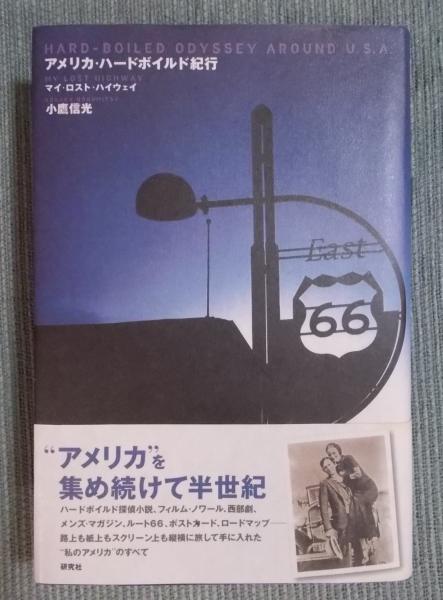 HARD-BOILED ODYSSEY AROUND U.S.A.
アメリカ・ハードボイルド紀行
MY LOST HIGHWAY
マイ・ロスト・ハイウェイ
小鷹信光
East
66
“アメリカ”を
集め続けて半世紀
ハードボイルド探偵小説、フィルム・ノワール、西部劇、
メンズ・マガジン、ルート66、ポストカード、ロードマップ——
路上も紙上もスクリーン上も縦横に旅して手に入れた
“私のアメリカ”のすべて
研究社